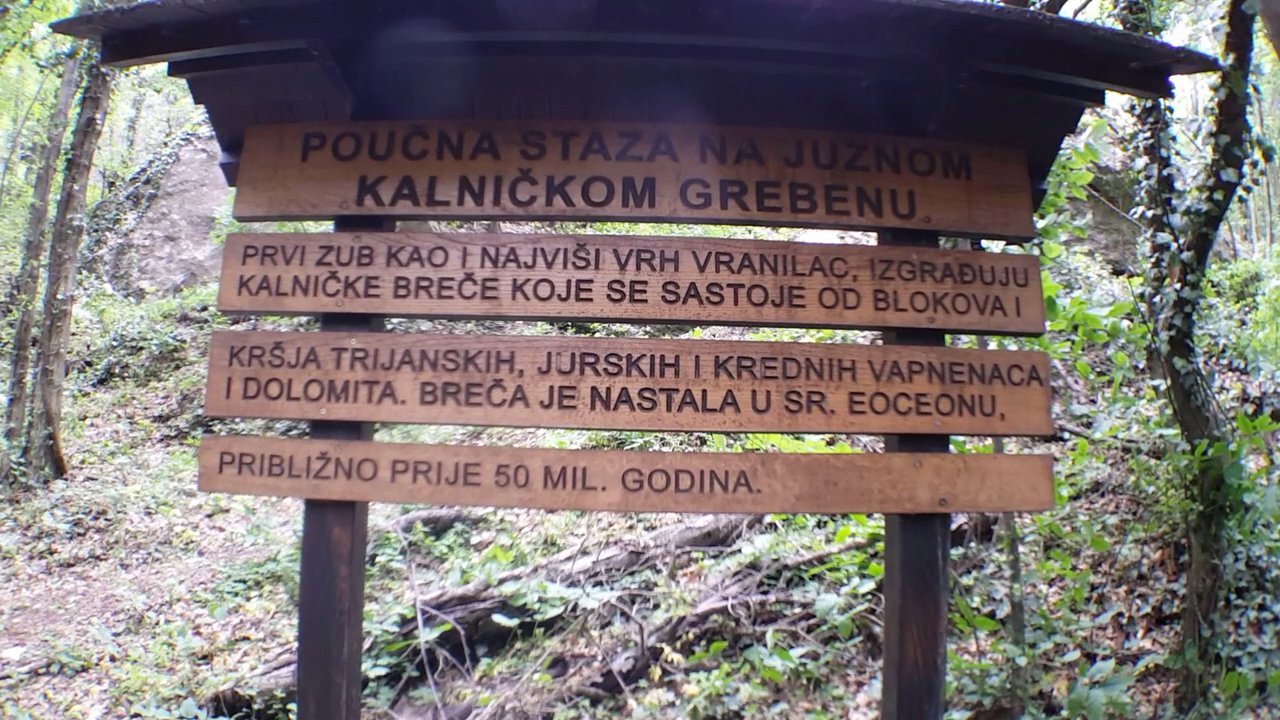 POUČNA STAZA NA JUŽNOM
KALNIČKOM GREBENU
PRVI ZUB KAO I NAJVIŠI VRH VRANILAC, IZGRAĐUJU
KALNIČKE BREČE KOJE SE SASTOJE OD BLOKOVA I
KRŠJA TRIJANSKIH, JURSKIH I KREDNIH VAPNENACA
I DOLOMITA. BREČA JE NASTALA U SR. EOCEONU,
PRIBLIŽNO PRIJE 50 MIL. GODINA.